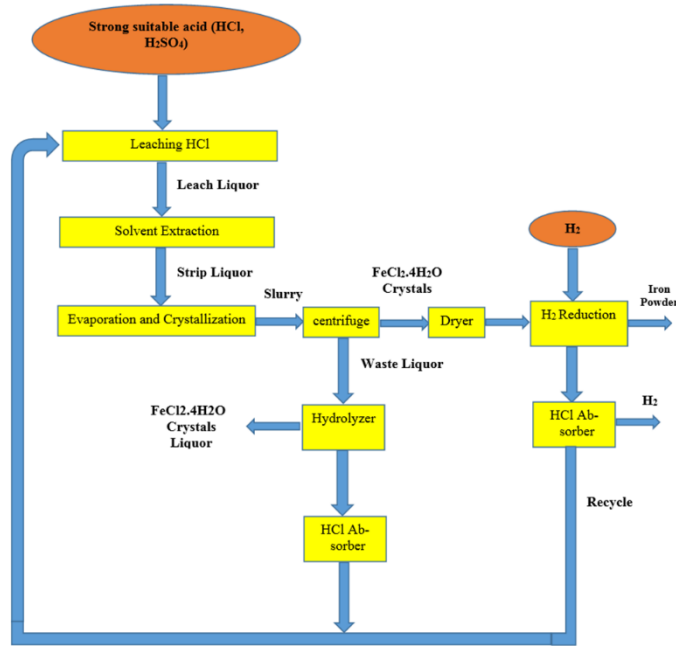 Strong suitable acid (HCl,
H₂SO₄)
Leaching HCl
Leach Liquor
Solvent Extraction
Strip Liquor
Evaporation and Crystallization
Slurry
centrifuge
FeCl₂.4H₂O
Crystals
Dryer
H₂
H₂ Reduction
Iron
Powder
Waste Liquor
Hydrolyzer
FeCl2.4H2O
Crystals
Liquor
HCl Ab-
sorber
H₂
Recycle
HCl Ab-
sorber